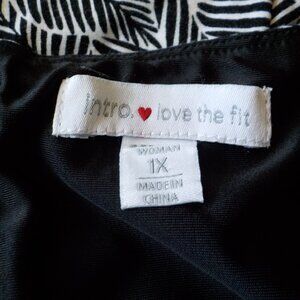 intro. ♥ love the fit
WOMAN
1X
MADE IN
CHINA